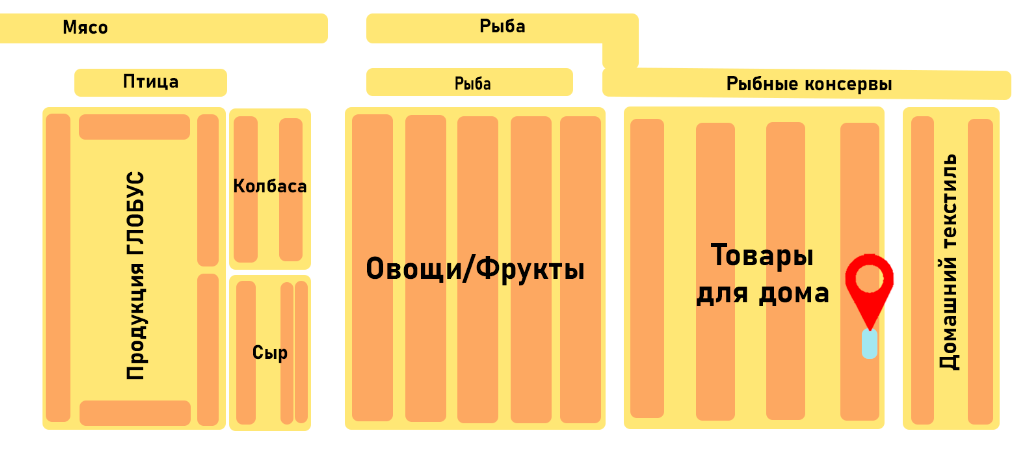 Мясо
Рыба
Птица
Рыба
Рыбные консервы
Продукция ГЛОБУС
Колбаса
Сыр
Овощи/Фрукты
Товары
для дома
Домашний текстиль